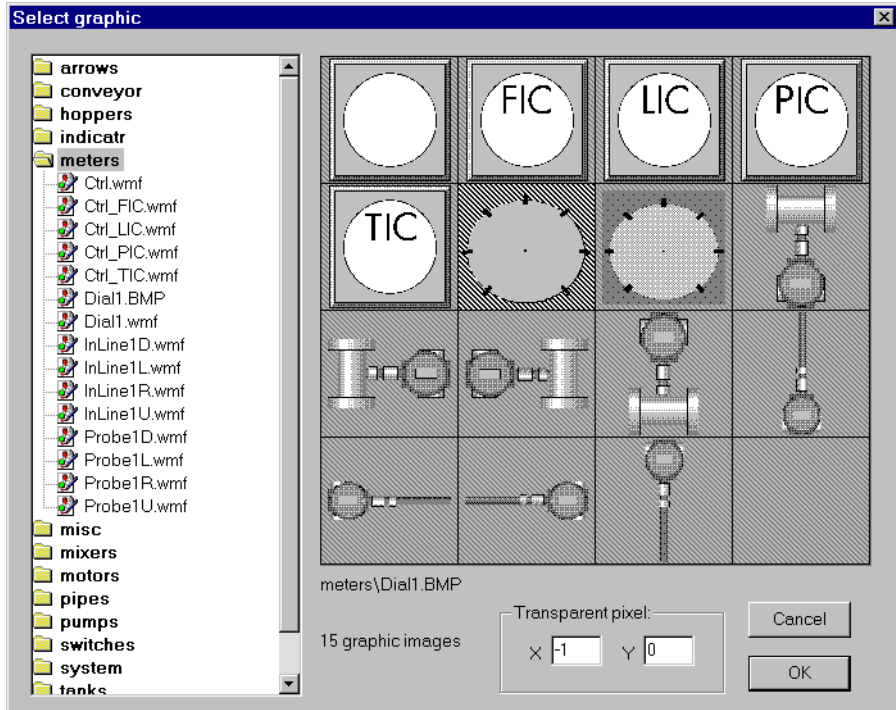 Select graphic
arrows
conveyor
hoppers
indicatr
meters
Ctrl.wmf
Ctrl_FIC.wmf
Ctrl_LIC.wmf
Ctrl_PIC.wmf
Ctrl_TIC.wmf
Dial1.BMP
Dial1.wmf
InLine1D.wmf
InLine1L.wmf
InLine1R.wmf
InLine1U.wmf
Probe1D.wmf
Probe1L.wmf
Probe1R.wmf
Probe1U.wmf
misc
mixers
motors
pipes
pumps
switches
system
tanks
FIC LIC PIC
TIC
meters\Dial1.BMP
15 graphic images
Transparent pixel:
X -1 Y 0
Cancel
OK